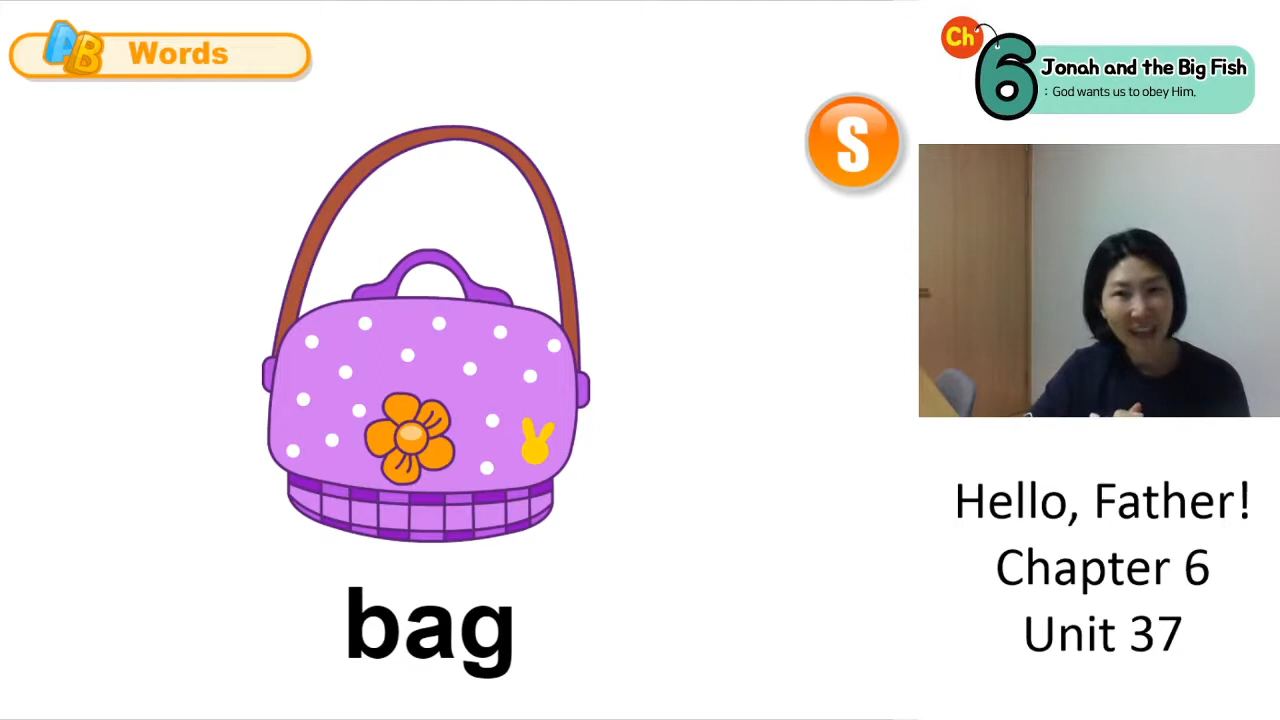 AB Words
Ch 6
Jonah and the Big Fish
: God wants us to obey Him.
S
bag
Hello, Father!
Chapter 6
Unit 37